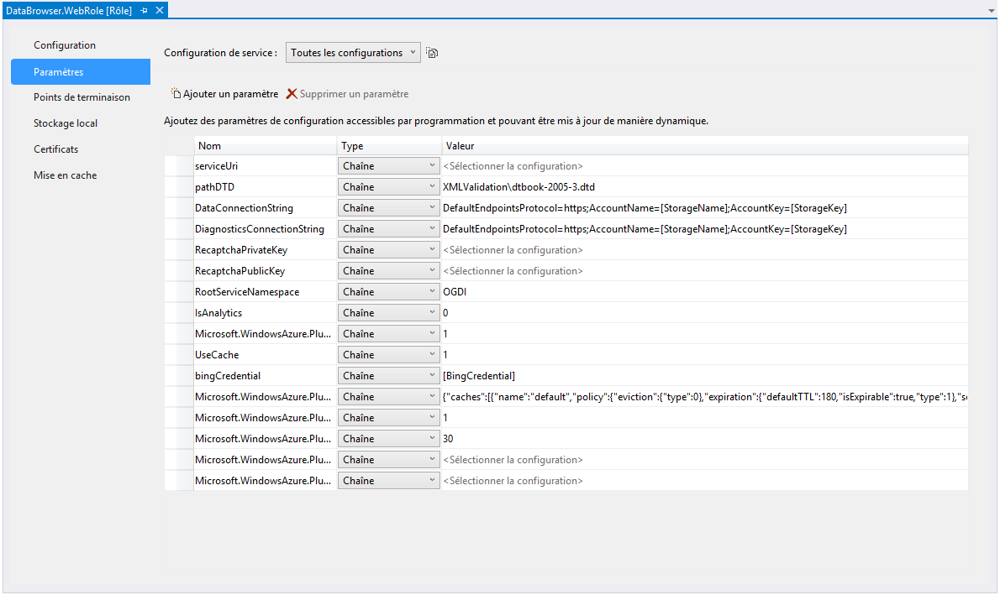 DataBrowser.WebRole [Rôle]
Configuration
Paramètres
Points de terminaison
Stockage local
Certificats
Mise en cache
Configuration de service : Toutes les configurations
Ajouter un paramètre Supprimer un paramètre
Ajoutez des paramètres de configuration accessibles par programmation et pouvant être mis à jour de manière dynamique.
Nom Type Valeur
serviceUri Chaîne <Sélectionner la configuration>
pathDTD Chaîne XMLValidation\dtbook-2005-3.dtd
DataConnectionString Chaîne DefaultEndpointsProtocol=https;AccountName=[StorageName];AccountKey=[StorageKey]
DiagnosticsConnectionString Chaîne DefaultEndpointsProtocol=https;AccountName=[StorageName];AccountKey=[StorageKey]
RecaptchaPrivateKey Chaîne <Sélectionner la configuration>
RecaptchaPublicKey Chaîne <Sélectionner la configuration>
RootServiceNamespace Chaîne OGDI
IsAnalytics Chaîne 0
Microsoft.WindowsAzure.Plu... Chaîne 1
UseCache Chaîne 1
bingCredential Chaîne [BingCredential]
Microsoft.WindowsAzure.Plu... Chaîne {"caches":[{"name":"default","policy":{"eviction":{"type":0},"expiration":{"defaultTTL":180,"isExpirable":true,"type":1},"se
Microsoft.WindowsAzure.Plu... Chaîne 1
Microsoft.WindowsAzure.Plu... Chaîne 30
Microsoft.WindowsAzure.Plu... Chaîne <Sélectionner la configuration>
Microsoft.WindowsAzure.Plu... Chaîne <Sélectionner la configuration>